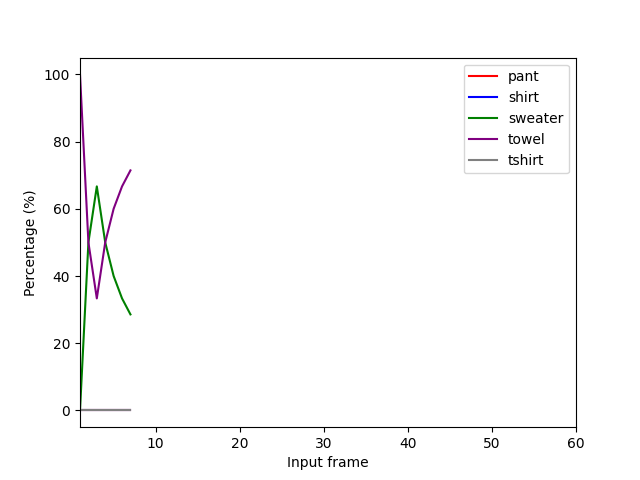 100
80
60
40
20
0
Percentage (%)
10 20 30 40 50 60
Input frame
pant
shirt
sweater
towel
tshirt